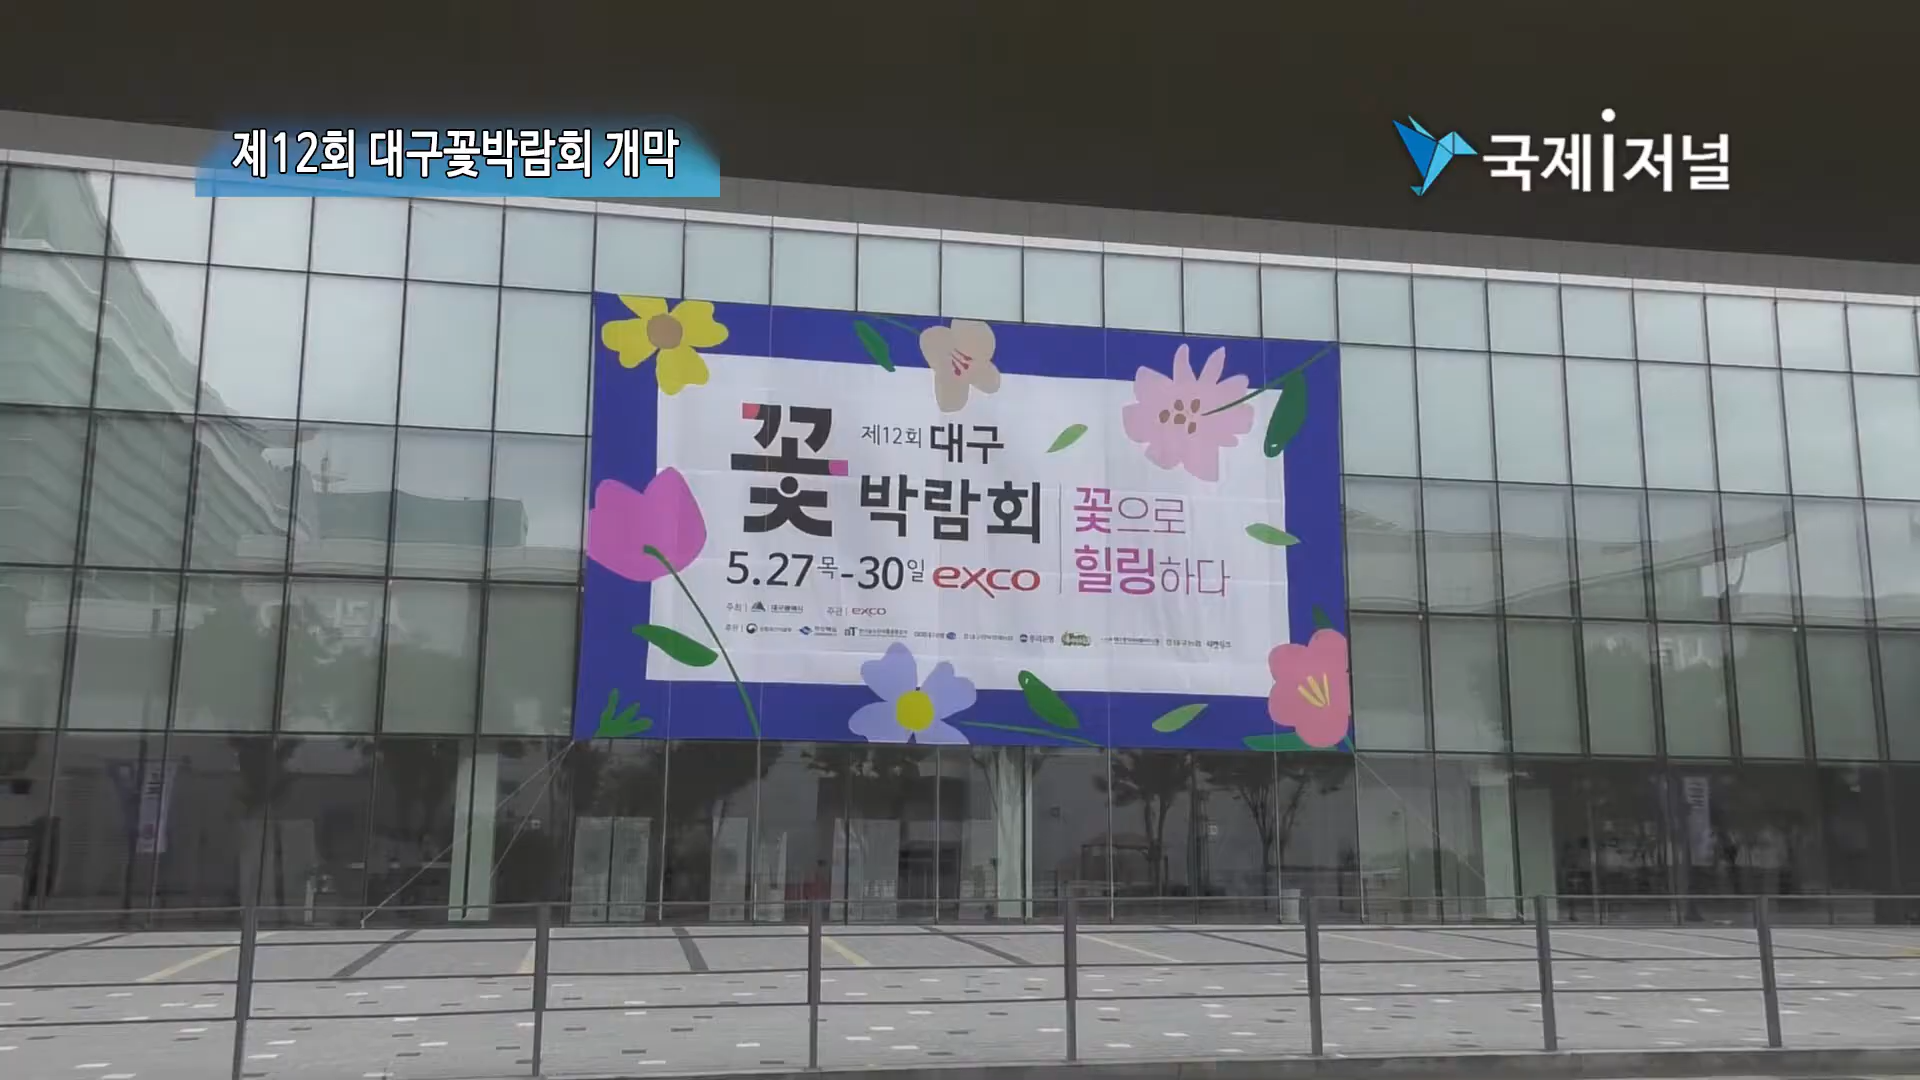 제12회 대구꽃박람회 개막
국제i저널
제12회 대구
꽃박람회
꽃으로
힐링하다
5.27목-30일 exco
주최 | 대구광역시 주관 | exco
후원 |